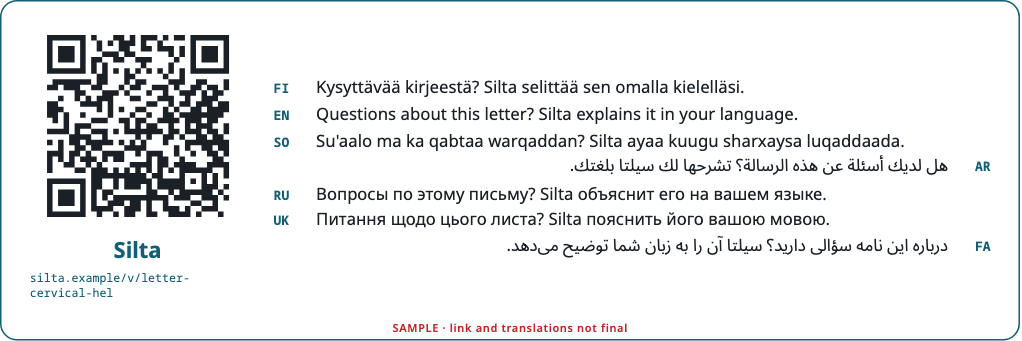 Silta
silta.example/v/letter-
cervical-hel
FI Kysyttävää kirjeestä? Silta selittää sen omalla kielelläsi.
EN Questions about this letter? Silta explains it in your language.
SO Su'aalo ma ka qabtaa warqaddan? Silta ayaa kuugu sharxaysa luqaddaada.
AR هل لديك أسئلة عن هذه الرسالة؟ تشرحها لك سيلتا بلغتك.
RU Вопросы по этому письму? Silta объяснит его на вашем языке.
UK Питання щодо цього листа? Silta пояснить його вашою мовою.
FA درباره این نامه سؤالی دارید؟ سیلتا آن را به زبان شما توضیح می‌دهد.
SAMPLE · link and translations not final